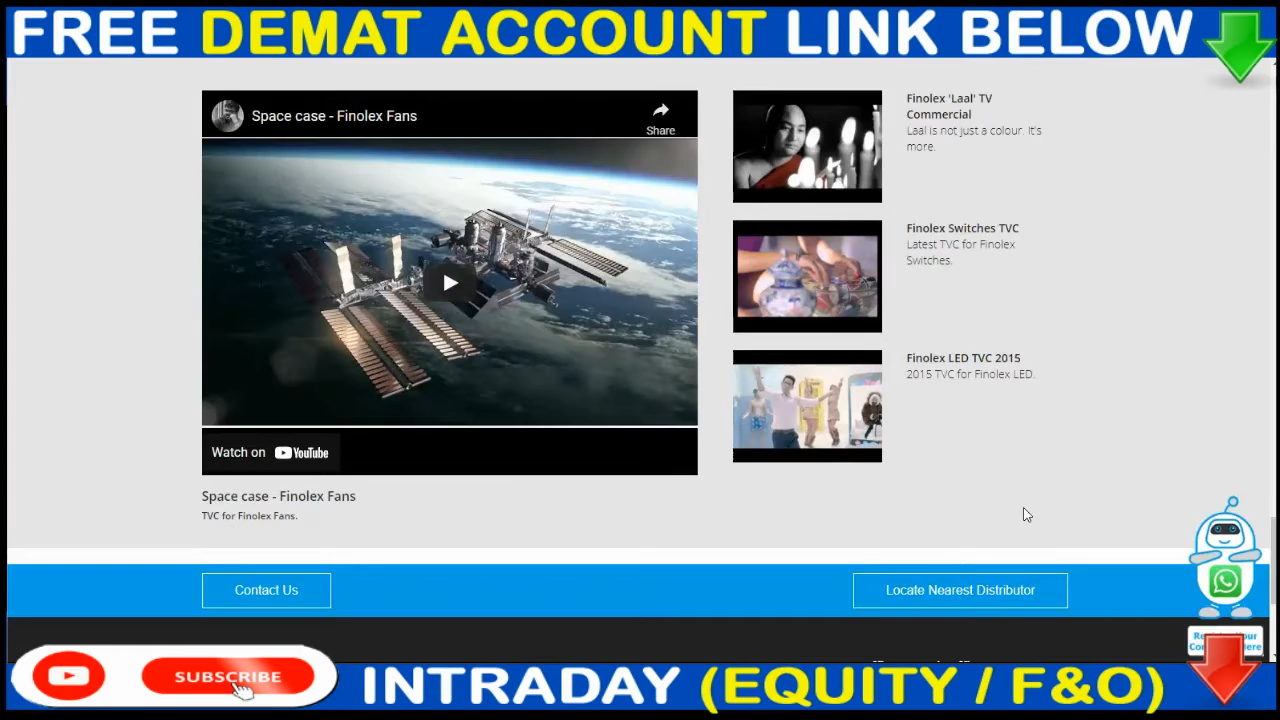 FREE DEMAT ACCOUNT LINK BELOW
Space case - Finolex Fans
Share
Watch on YouTube
Space case - Finolex Fans
TVC for Finolex Fans.
Finolex 'Laal' TV
Commercial
Laal is not just a colour. It's
more.
Finolex Switches TVC
Latest TVC for Finolex
Switches.
Finolex LED TVC 2015
2015 TVC for Finolex LED.
Contact Us
Locate Nearest Distributor
SUBSCRIBE
INTRADAY (EQUITY / F&O)